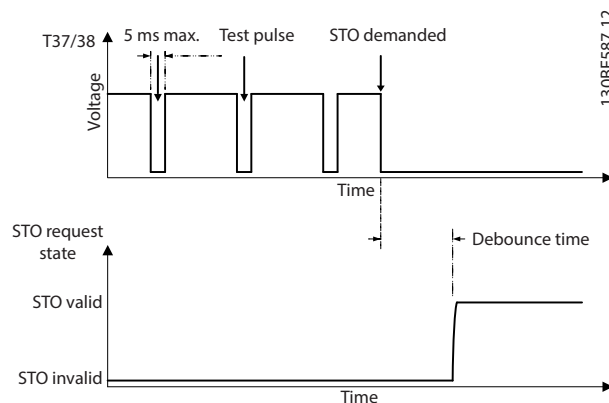 T37/38
5 ms max.
Test pulse
STO demanded
130BE587.12
Voltage
Time
STO request
state
Debounce time
STO valid
STO invalid
Time